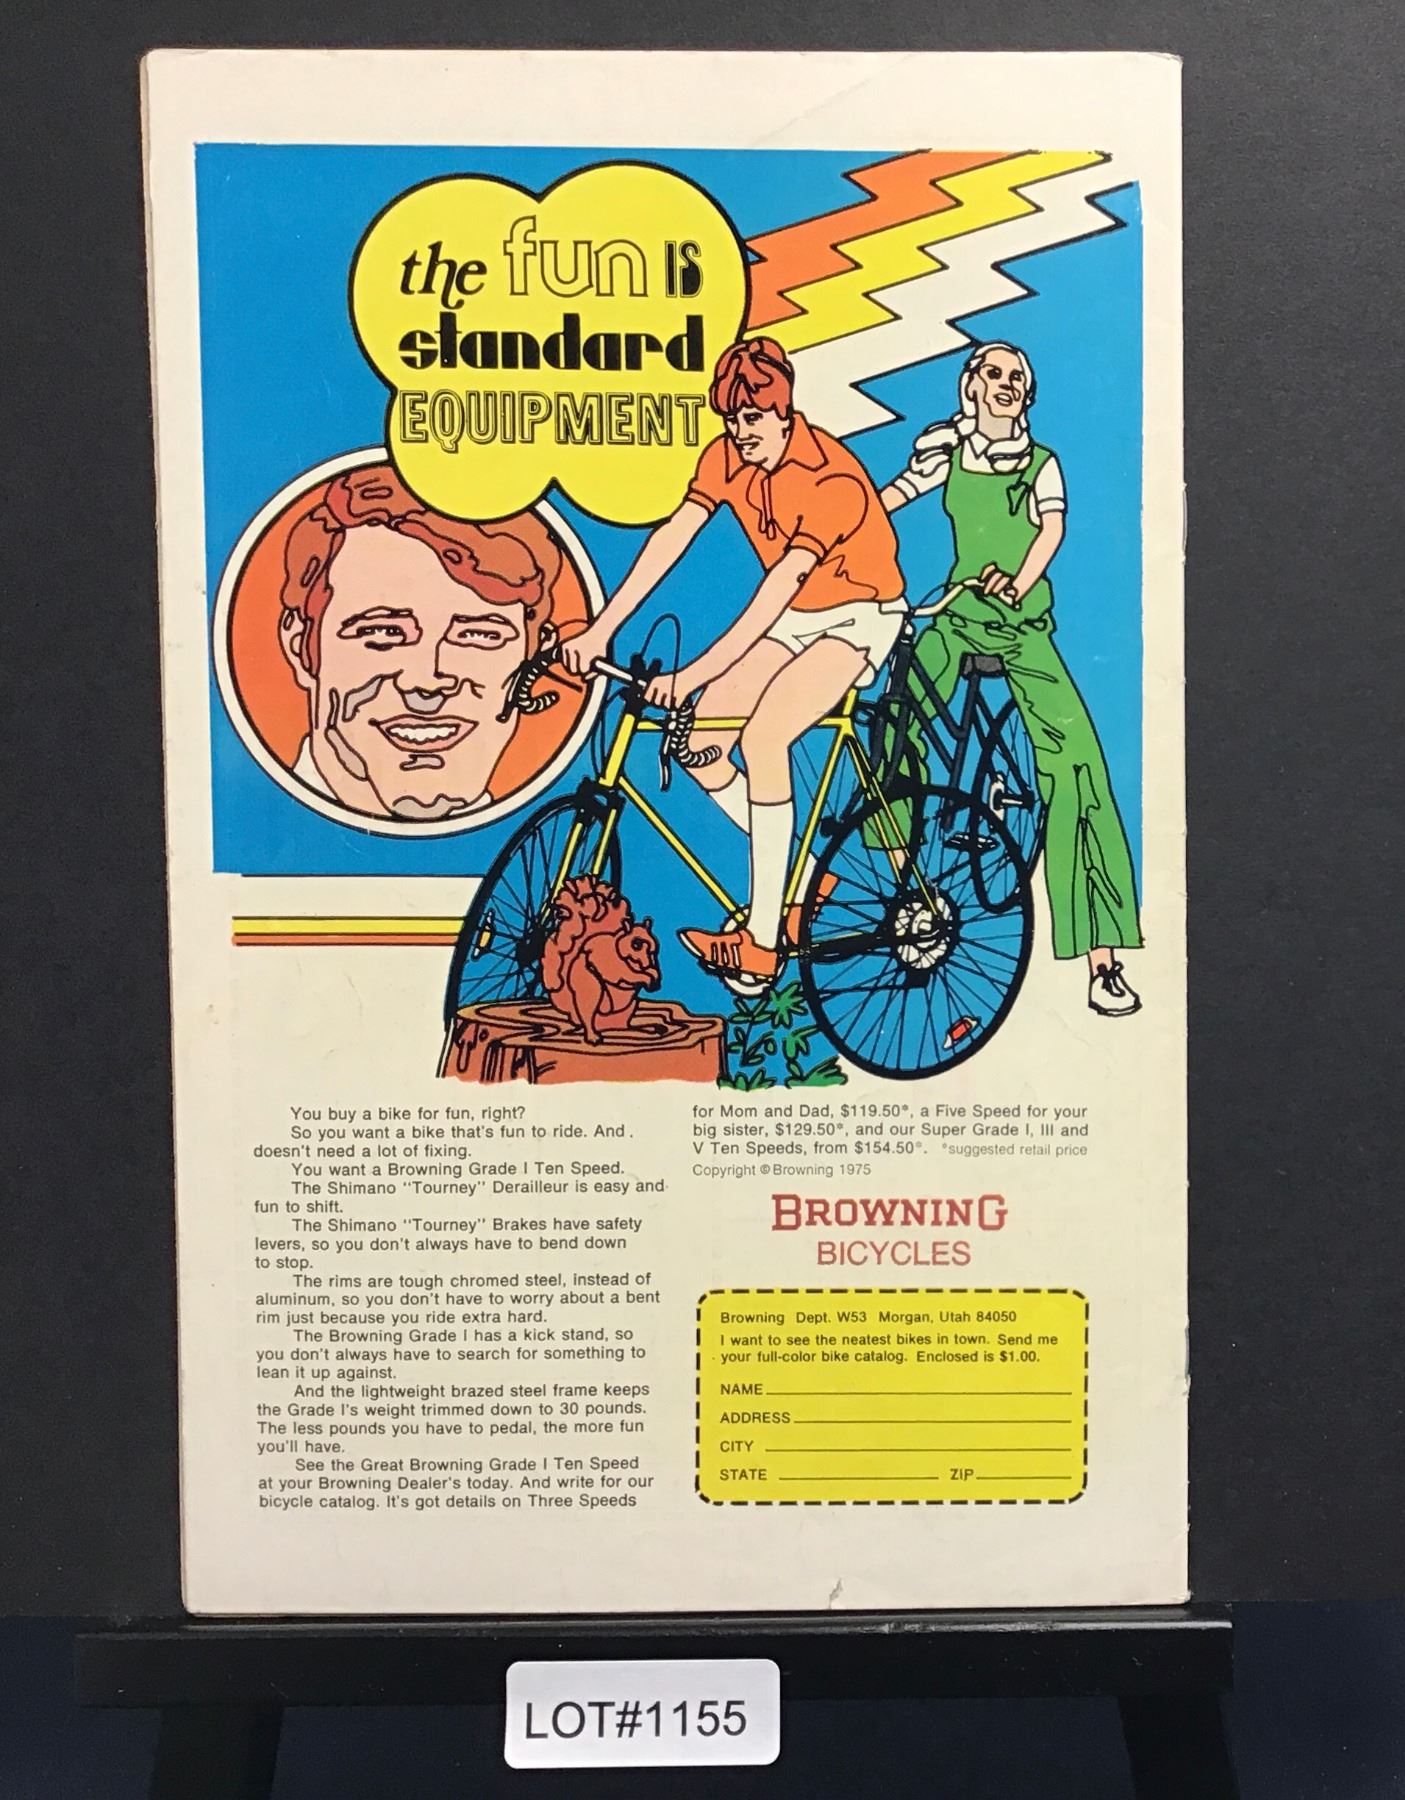 the fun IS
standard
EQUIPMENT
You buy a bike for fun, right?
So you want a bike that's fun to ride. And
doesn't need a lot of fixing.
You want a Browning Grade I Ten Speed.
The Shimano "Tourney" Derailleur is easy and
fun to shift.
The Shimano "Tourney" Brakes have safety
levers, so you don't always have to bend down
to stop.
The rims are tough chromed steel, instead of
aluminum, so you don't have to worry about a bent
rim just because you ride extra hard.
The Browning Grade I has a kick stand, so
you don't always have to search for something to
lean it up against.
And the lightweight brazed steel frame keeps
the Grade I's weight trimmed down to 30 pounds.
The less pounds you have to pedal, the more fun
you'll have.
See the Great Browning Grade I Ten Speed
at your Browning Dealer's today. And write for our
bicycle catalog. It's got details on Three Speeds
for Mom and Dad, $119.50*, a Five Speed for your
big sister, $129.50*, and our Super Grade I, III and
V Ten Speeds, from $154.50*. *suggested retail price
Copyright © Browning 1975
BROWNING
BICYCLES
Browning Dept. W53 Morgan, Utah 84050
I want to see the neatest bikes in town. Send me
your full-color bike catalog. Enclosed is $1.00.
NAME
ADDRESS
CITY
STATE ZIP
LOT#1155